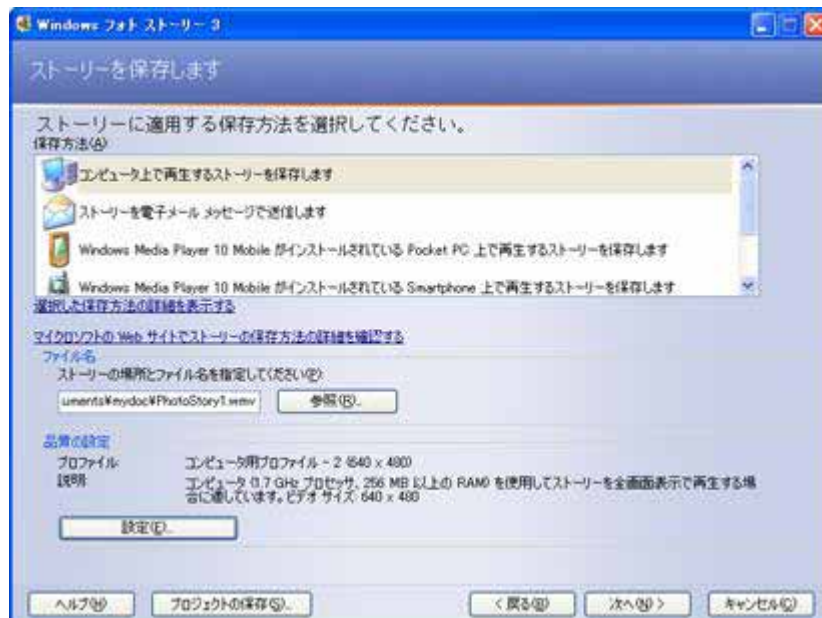 Windows フォト ストーリー 3
ストーリーを保存します
ストーリーに適用する保存方法を選択してください。
保存方法(A)
コンピュータ上で再生するストーリーを保存します
ストーリーを電子メール メッセージで送信します
Windows Media Player 10 Mobile がインストールされている Pocket PC 上で再生するストーリーを保存します
Windows Media Player 10 Mobile がインストールされている Smartphone 上で再生するストーリーを保存します
選択した保存方法の詳細を表示する
マイクロソフトの Web サイトでストーリーの保存方法の詳細を確認する
ファイル名
ストーリーの場所とファイル名を指定してください(F):
uments¥mydoc¥PhotoStory1.wmv
参照(R)...
品質の設定
プロファイル: コンピュータ用プロファイル - 2 (640 x 480)
説明: コンピュータ (1.7 GHz プロセッサ, 256 MB 以上の RAM) を使用してストーリーを全画面表示で再生する場
合に適しています。ビデオ サイズ: 640 x 480
設定(E)...
ヘルプ(H)
プロジェクトの保存(S)...
< 戻る(B)
次へ(N) >
キャンセル(C)